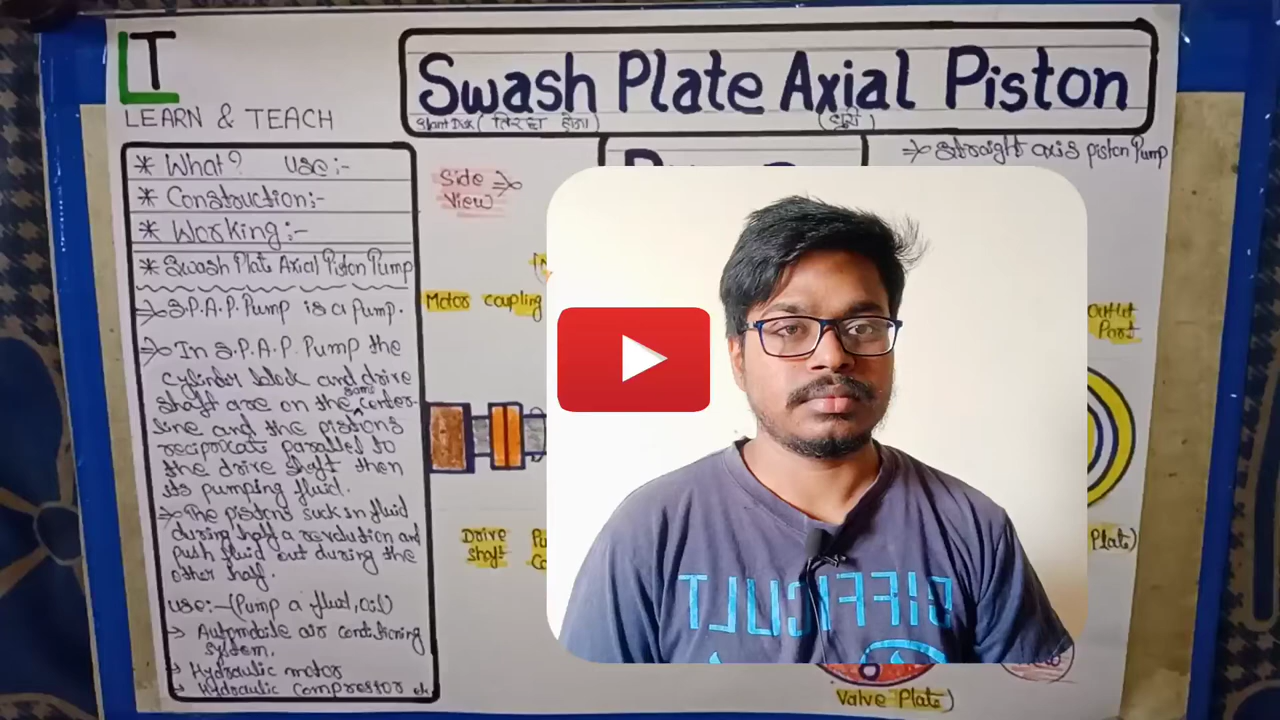 LT
LEARN & TEACH
Swash Plate Axial Piston
Slant Disk (तिरछा होना)
(धुरी)
=> Straight axis piston Pump
* What? Use:-
* Construction:-
* Working:-
* Swash Plate Axial Piston Pump
=> S.P.A.P. Pump is a pump.
=> In S.P.A.P. Pump the
cylinder block and drive
shaft are on the same center-
line and the pistons
reciprocate parallel to
the drive shaft then
its pumping fluid.
=> The pistons suck in fluid
during half a revolution and
push fluid out during the
other half.
use:- (Pump a fluid, Oil)
-> Automobile air conditioning
system.
-> Hydraulic motor
-> Hydraulic compressor etc
Side =>
View
Motor coupling
Drive
shaft
Outlet
Port
Plate)
DIFFICULT
Valve Plate)